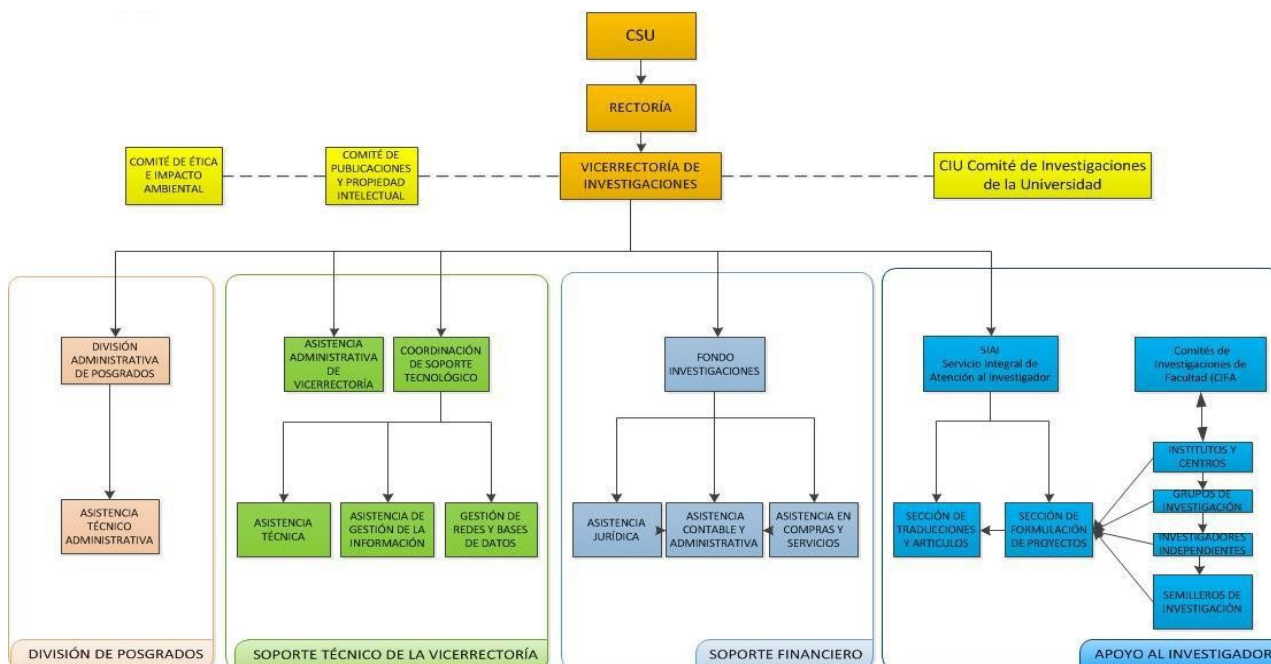 CSU
RECTORÍA
COMITÉ DE ÉTICA
E IMPACTO
AMBIENTAL
COMITÉ DE
PUBLICACIONES
Y PROPIEDAD
INTELECTUAL
VICERRECTORÍA DE
INVESTIGACIONES
CIU Comité de Investigaciones
de la Universidad
DIVISIÓN
ADMINISTRATIVA
DE POSGRADOS
ASISTENCIA
ADMINISTRATIVA
DE
VICERRECTORÍA
COORDINACIÓN
DE SOPORTE
TECNOLÓGICO
FONDO
INVESTIGACIONES
SIAI
Servicio Integral de
Atención al Investigador
Comités de
Investigaciones de
Facultad (CIFA
INSTITUTOS Y
CENTROS
GRUPOS DE
INVESTIGACIÓN
INVESTIGADORES
INDEPENDIENTES
SEMILLEROS DE
INVESTIGACIÓN
ASISTENCIA
TÉCNICO
ADMINISTRATIVA
ASISTENCIA
TÉCNICA
ASISTENCIA DE
GESTIÓN DE LA
INFORMACIÓN
GESTIÓN DE
REDES Y BASES
DE DATOS
ASISTENCIA
JURÍDICA
ASISTENCIA
CONTABLE Y
ADMINISTRATIVA
ASISTENCIA EN
COMPRAS Y
SERVICIOS
SECCIÓN DE
TRADUCCIONES
Y ARTICULOS
SECCIÓN DE
FORMULACIÓN
DE PROYECTOS
DIVISIÓN DE POSGRADOS
SOPORTE TÉCNICO DE LA VICERRECTORÍA
SOPORTE FINANCIERO
APOYO AL INVESTIGADOR